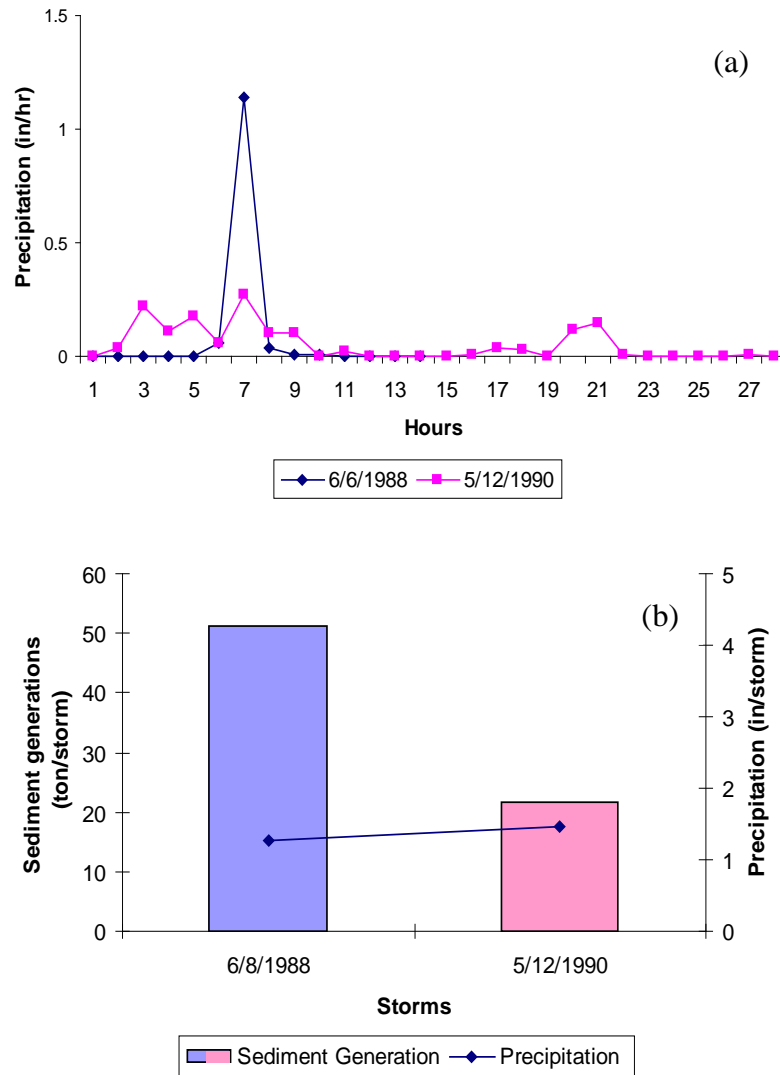 (a)
Precipitation (in/hr)
1.5
1
0.5
0
1 3 5 7 9 11 13 15 17 19 21 23 25 27
Hours
6/6/1988 5/12/1990
(b)
Sediment generations
(ton/storm)
60
50
40
30
20
10
0
Precipitation (in/storm)
5
4
3
2
1
0
6/8/1988 5/12/1990
Storms
Sediment Generation Precipitation